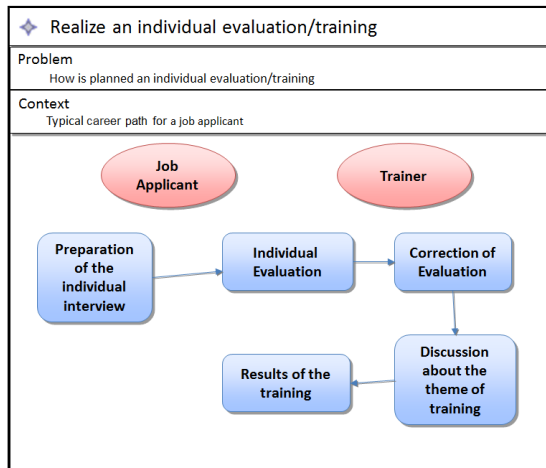 Realize an individual evaluation/training
Problem
How is planned an individual evaluation/training
Context
Typical career path for a job applicant
Job
Applicant
Trainer
Preparation
of the
individual
interview
Individual
Evaluation
Correction of
Evaluation
Results of the
training
Discussion
about the
theme of
training